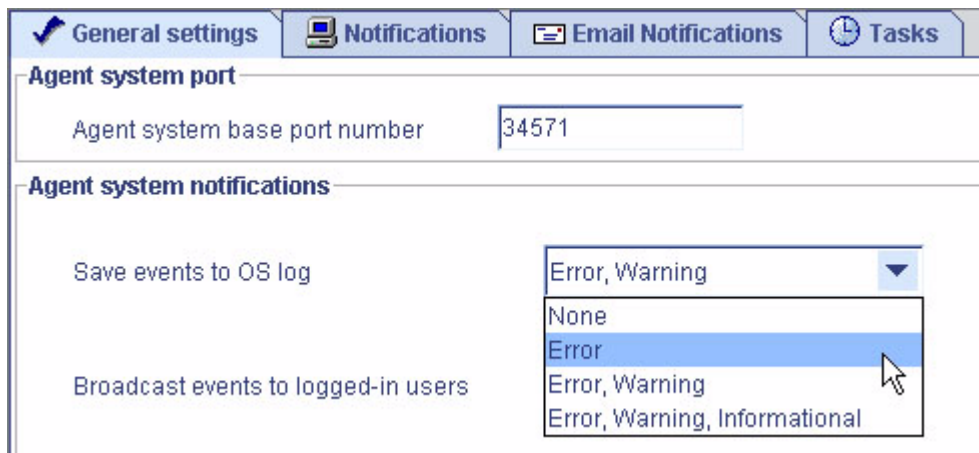 General settings
Notifications
Email Notifications
Tasks
Agent system port
Agent system base port number
34571
Agent system notifications
Save events to OS log
Error, Warning
None
Error
Broadcast events to logged-in users
Error, Warning
Error, Warning, Informational